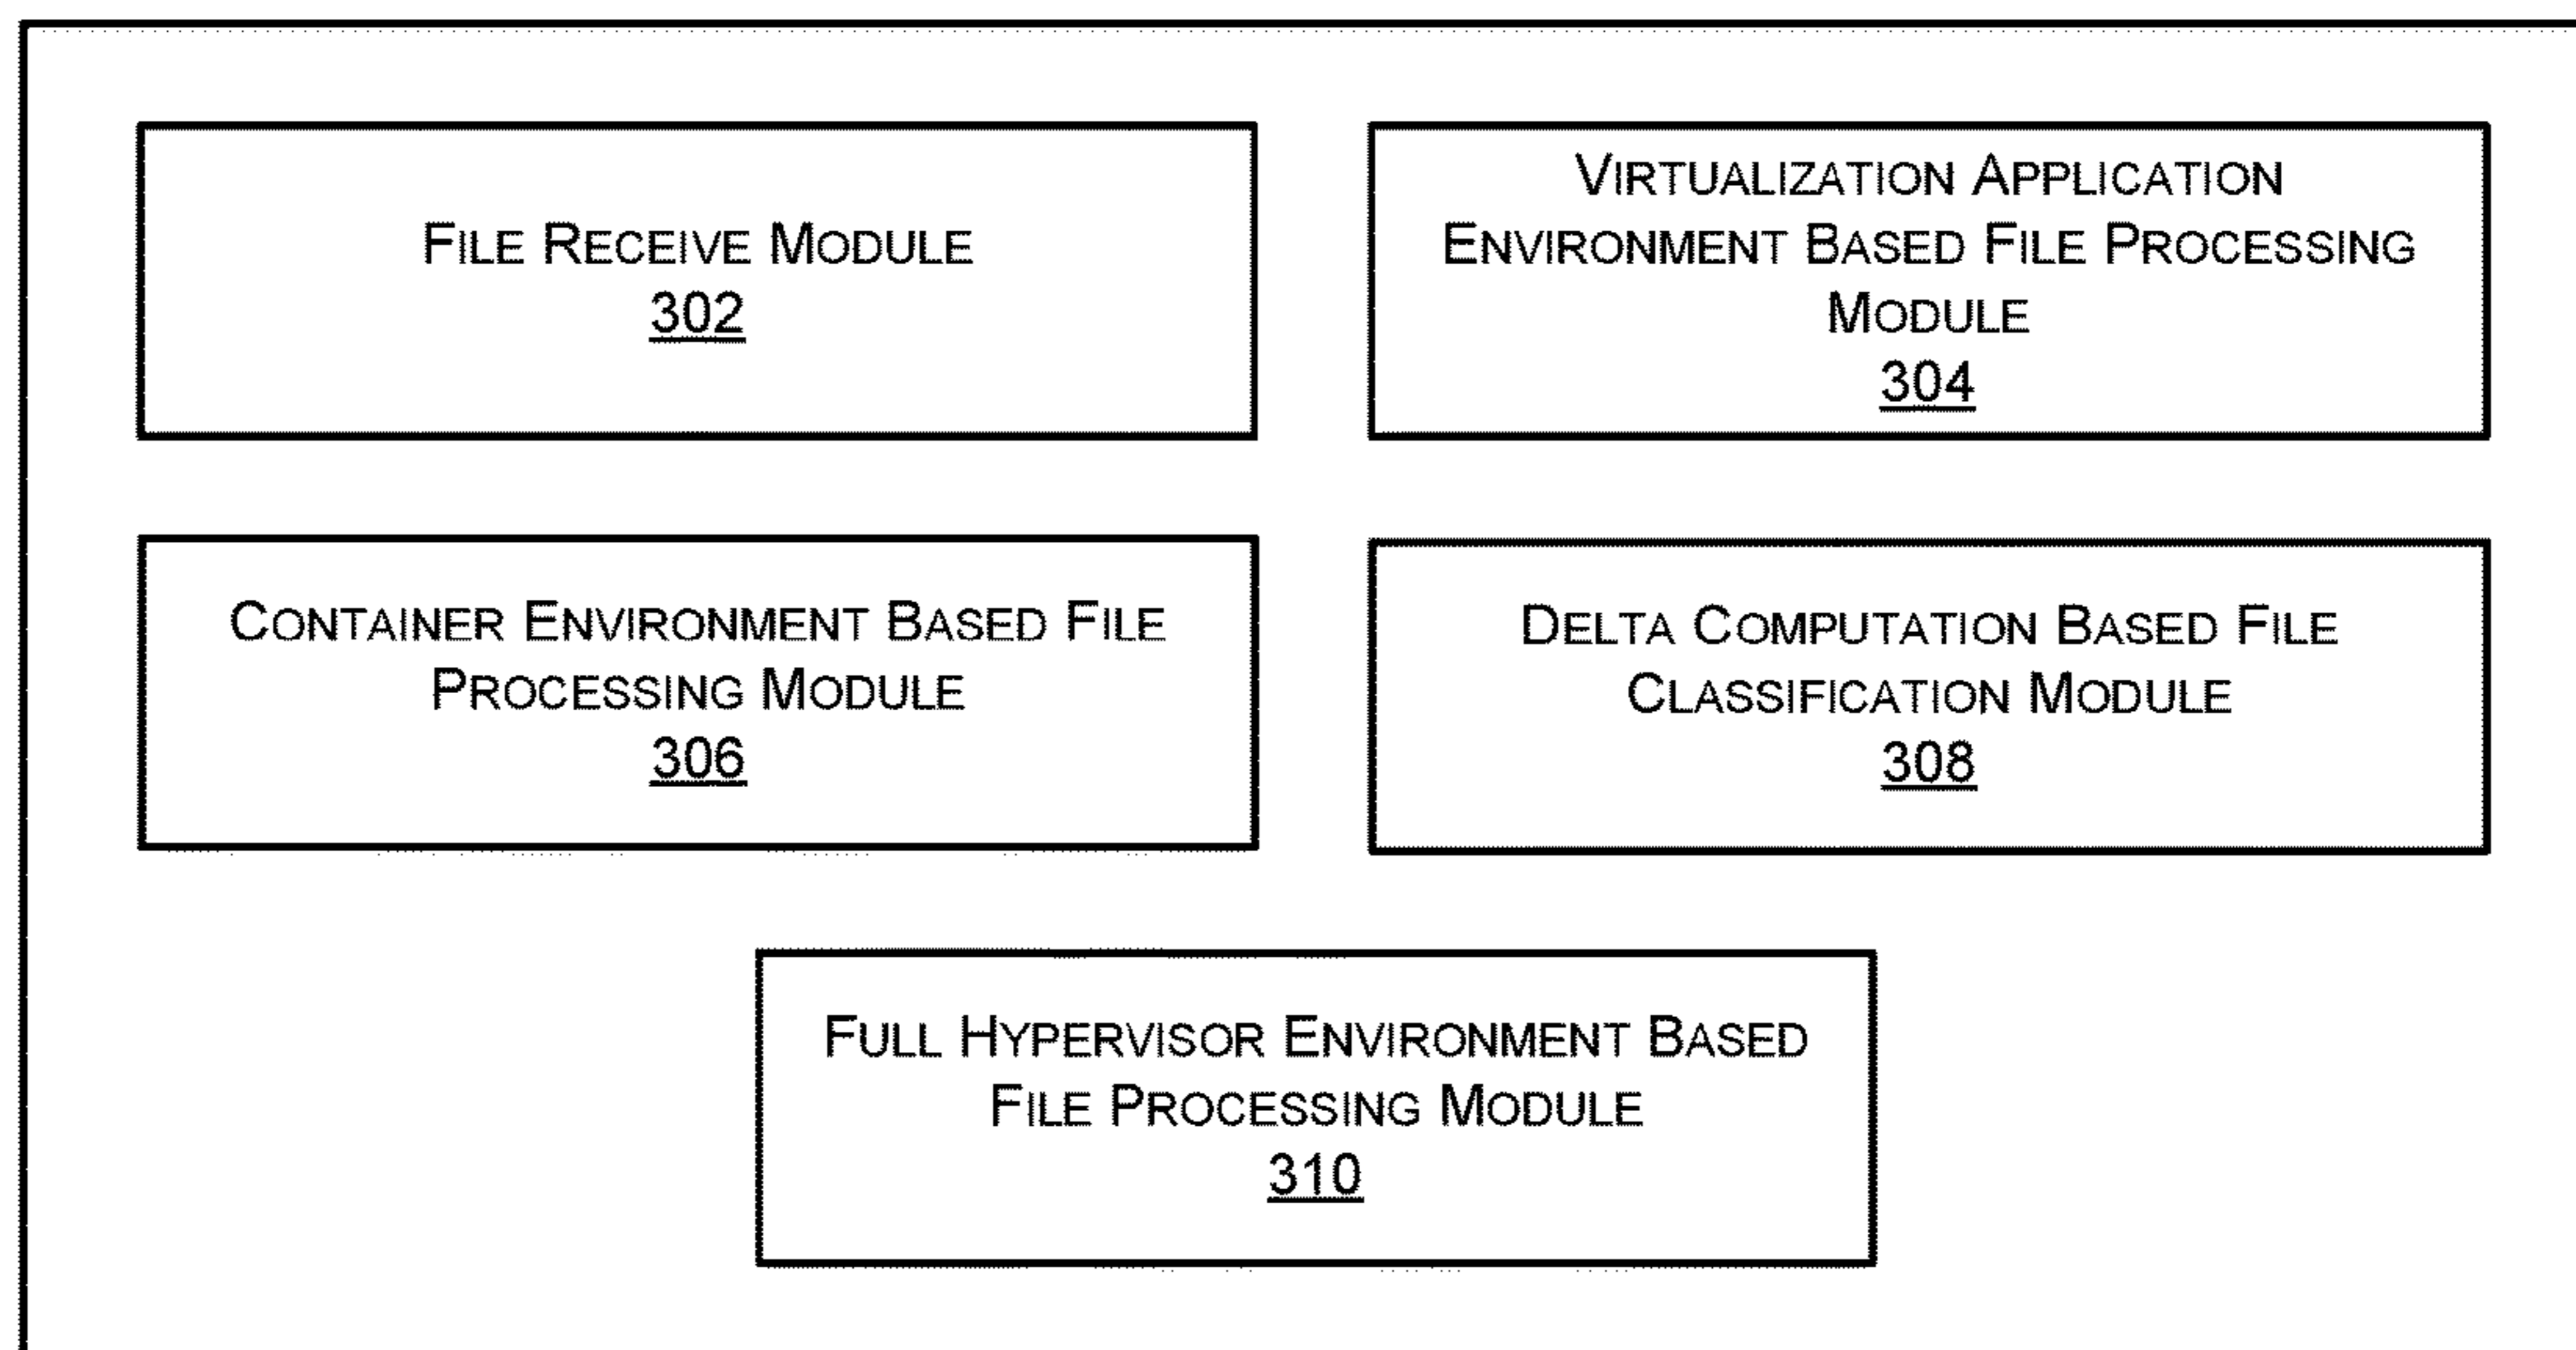 FILE RECEIVE MODULE
302
VIRTUALIZATION APPLICATION
ENVIRONMENT BASED FILE PROCESSING
MODULE
304
CONTAINER ENVIRONMENT BASED FILE
PROCESSING MODULE
306
DELTA COMPUTATION BASED FILE
CLASSIFICATION MODULE
308
FULL HYPERVISOR ENVIRONMENT BASED
FILE PROCESSING MODULE
310